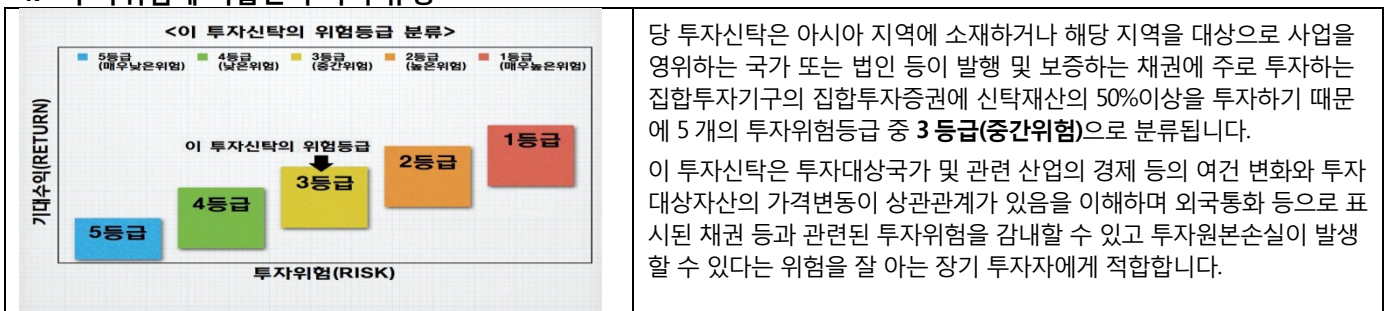 <이 투자신탁의 위험등급 분류>
5등급
(매우낮은위험)
4등급
(낮은위험)
3등급
(중간위험)
2등급
(높은위험)
1등급
(매우높은위험)
기대수익(RETURN)
이 투자신탁의 위험등급
1등급
2등급
3등급
4등급
5등급
투자위험(RISK)
당 투자신탁은 아시아 지역에 소재하거나 해당 지역을 대상으로 사업을
영위하는 국가 또는 법인 등이 발행 및 보증하는 채권에 주로 투자하는
집합투자기구의 집합투자증권에 신탁재산의 50%이상을 투자하기 때문
에 5 개의 투자위험등급 중 3 등급(중간위험)으로 분류됩니다.
이 투자신탁은 투자대상국가 및 관련 산업의 경제 등의 여건 변화와 투자
대상자산의 가격변동이 상관관계가 있음을 이해하며 외국통화 등으로 표
시된 채권 등과 관련된 투자위험을 감내할 수 있고 투자원본손실이 발생
할 수 있다는 위험을 잘 아는 장기 투자자에게 적합합니다.